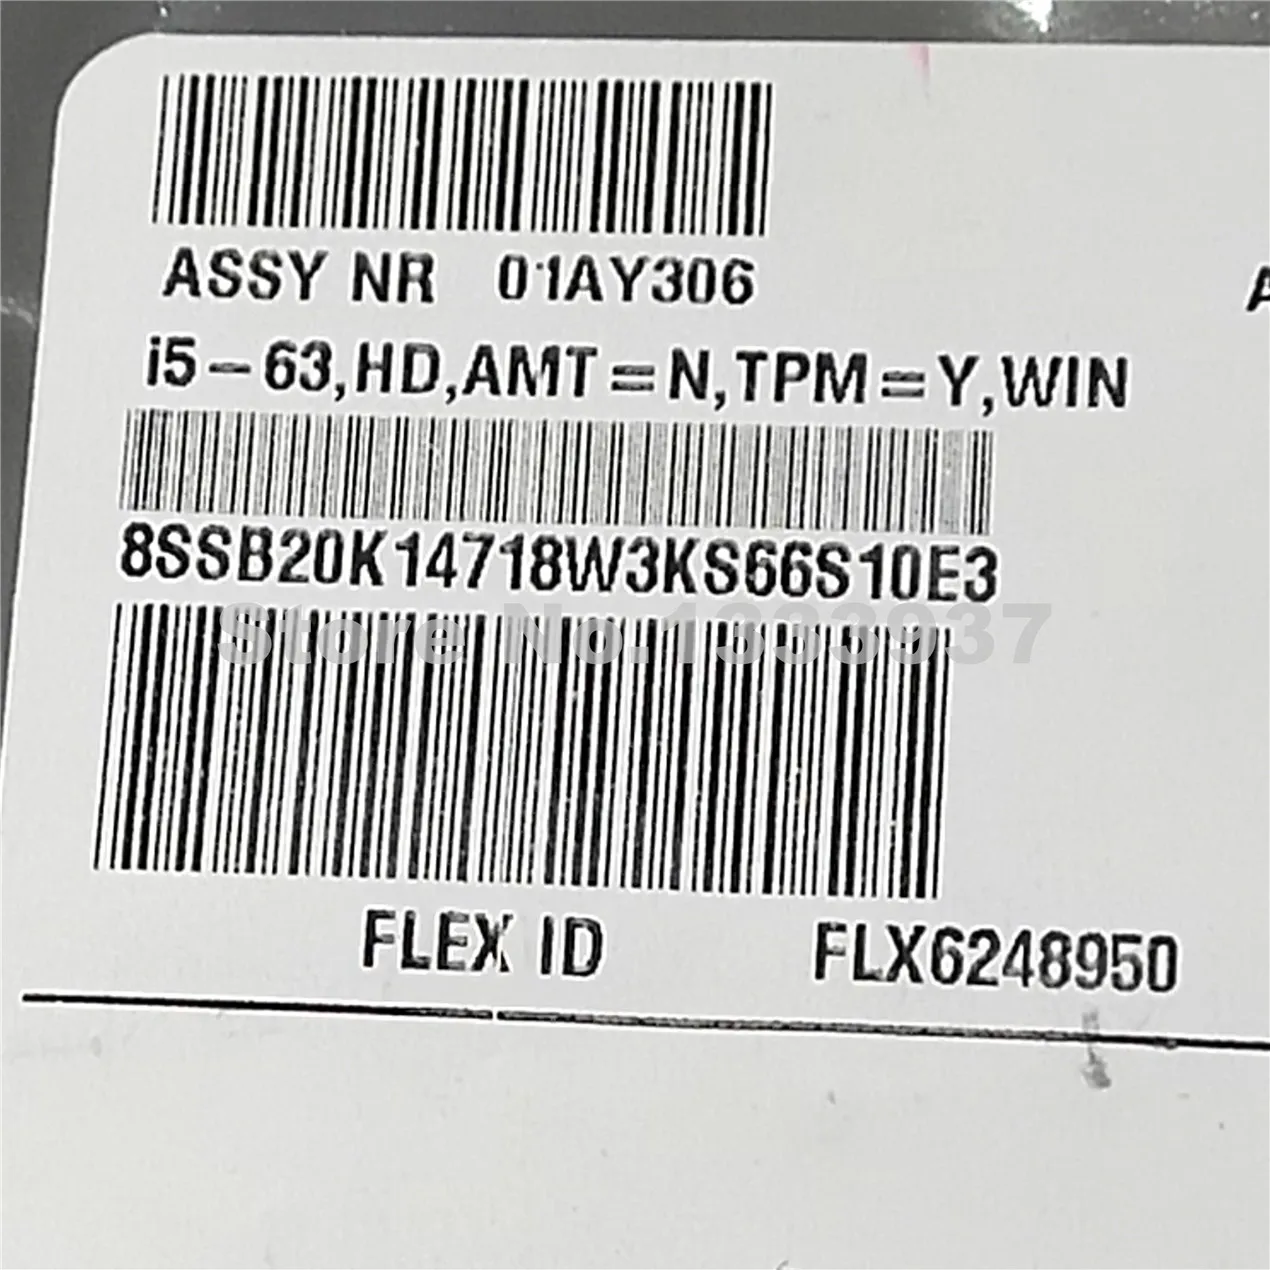 ASSY NR 01AY306
A
i5-63,HD,AMT=N,TPM=Y,WIN
8SSB20K14718W3KS66S10E3
Store No.1333937
FLEX ID FLX6248950